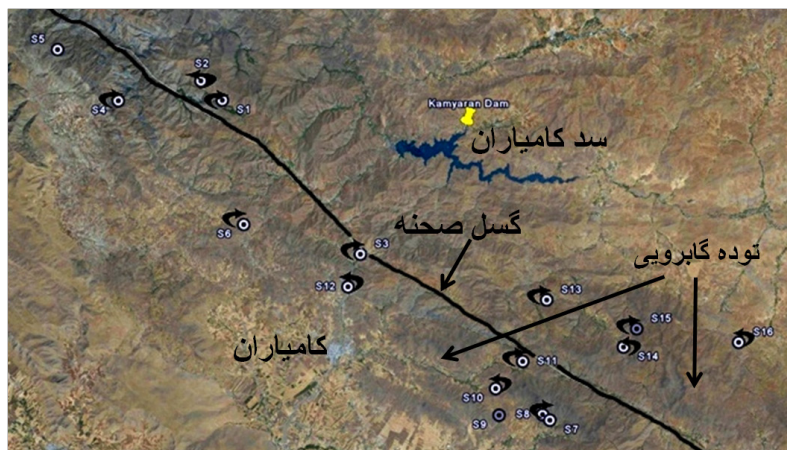 S5
S2
S4
S1
Kamyaran Dam
سد کامیاران
S6
گسل صحنه
S3
توده گابرویی
S12
S13
S15
S16
کامیاران
S14
S11
S10
S9
S8
S7